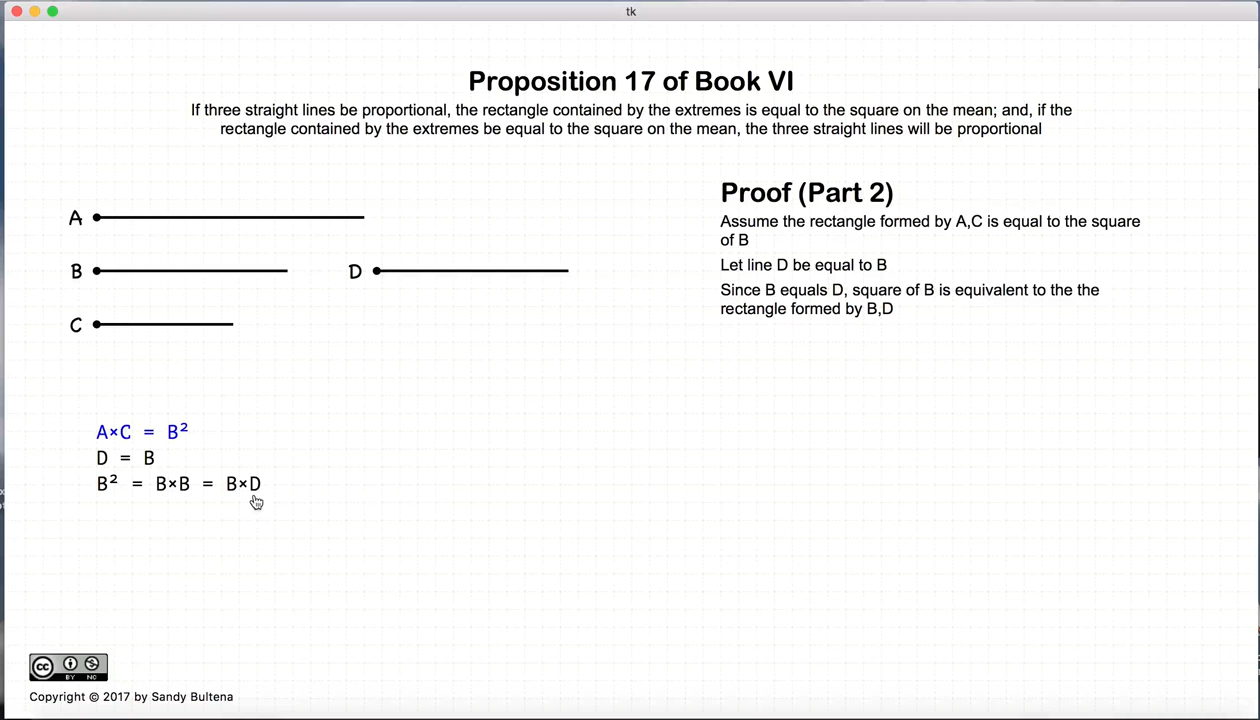 tk
Proposition 17 of Book VI
If three straight lines be proportional, the rectangle contained by the extremes is equal to the square on the mean; and, if the
rectangle contained by the extremes be equal to the square on the mean, the three straight lines will be proportional
Proof (Part 2)
Assume the rectangle formed by A,C is equal to the square
of B
Let line D be equal to B
Since B equals D, square of B is equivalent to the the
rectangle formed by B,D
A
B
D
C
A×C = B²
D = B
B² = B×B = B×D
cc
BY NC
Copyright © 2017 by Sandy Bultena